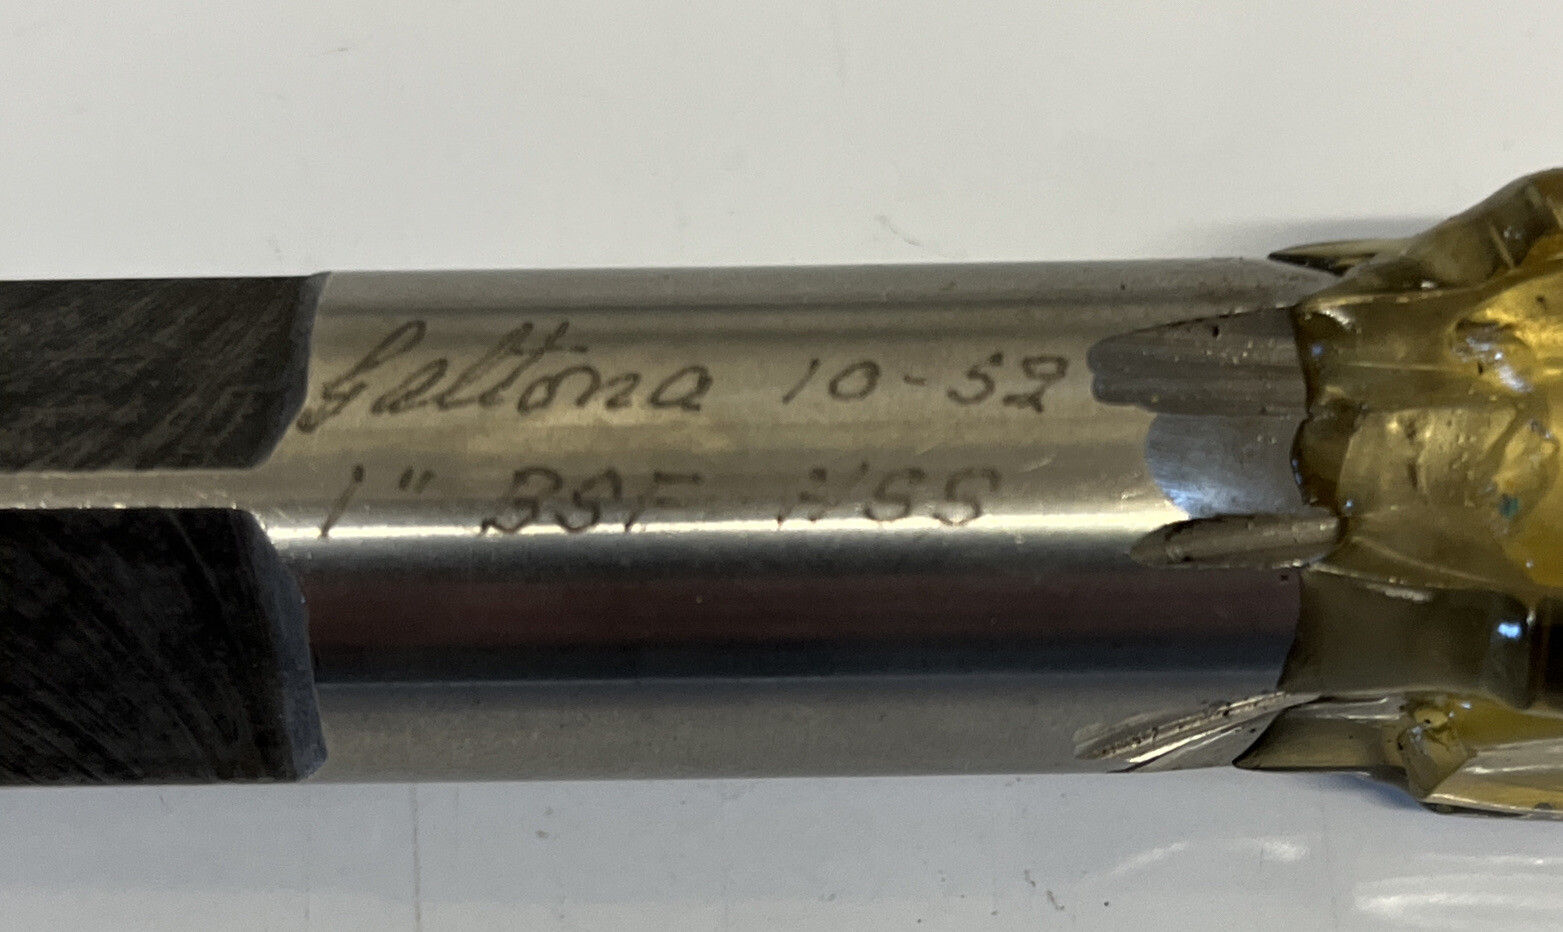 Galtona 10-52
1" BSF HSS